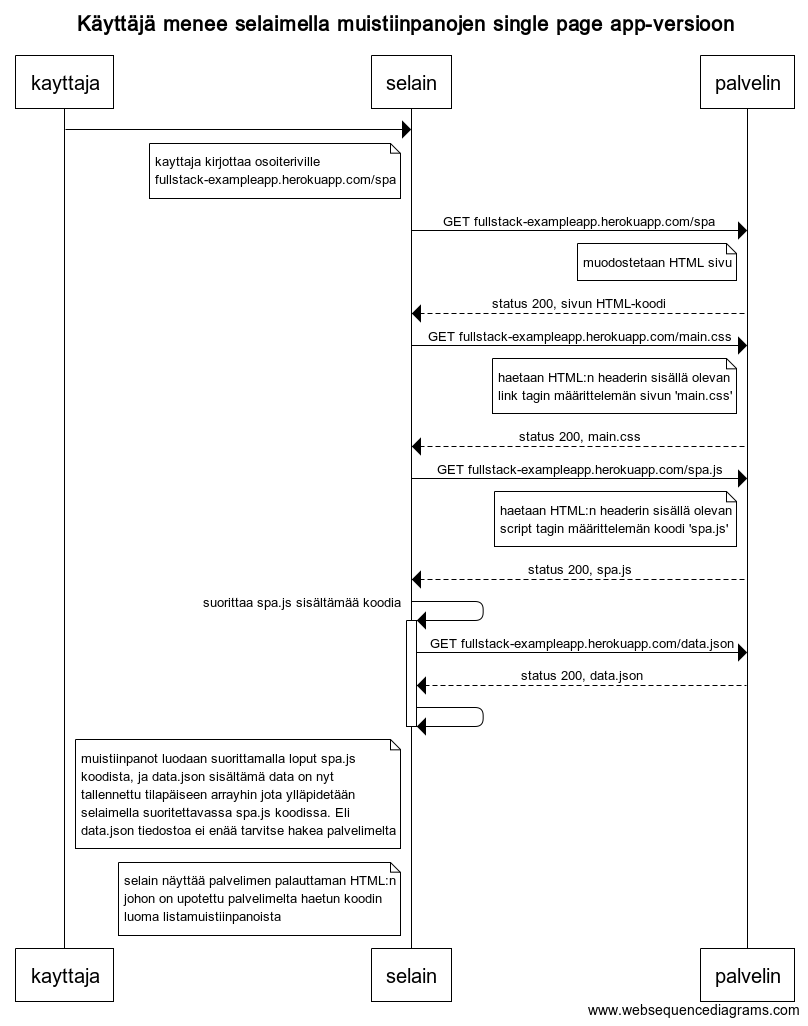 Käyttäjä menee selaimella muistiinpanojen single page app-versioon
kayttaja
selain
palvelin
kayttaja kirjottaa osoiteriville
fullstack-exampleapp.herokuapp.com/spa
GET fullstack-exampleapp.herokuapp.com/spa
muodostetaan HTML sivu
status 200, sivun HTML-koodi
GET fullstack-exampleapp.herokuapp.com/main.css
haetaan HTML:n headerin sisällä olevan
link tagin määrittelemän sivun 'main.css'
status 200, main.css
GET fullstack-exampleapp.herokuapp.com/spa.js
haetaan HTML:n headerin sisällä olevan
script tagin määrittelemän koodi 'spa.js'
status 200, spa.js
suorittaa spa.js sisältämää koodia
GET fullstack-exampleapp.herokuapp.com/data.json
status 200, data.json
muistiinpanot luodaan suorittamalla loput spa.js
koodista, ja data.json sisältämä data on nyt
tallennettu tilapäiseen arrayhin jota ylläpidetään
selaimella suoritettavassa spa.js koodissa. Eli
data.json tiedostoa ei enää tarvitse hakea palvelimelta
selain näyttää palvelimen palauttaman HTML:n
johon on upotettu palvelimelta haetun koodin
luoma listamuistiinpanoista
kayttaja
selain
palvelin
www.websequencediagrams.com